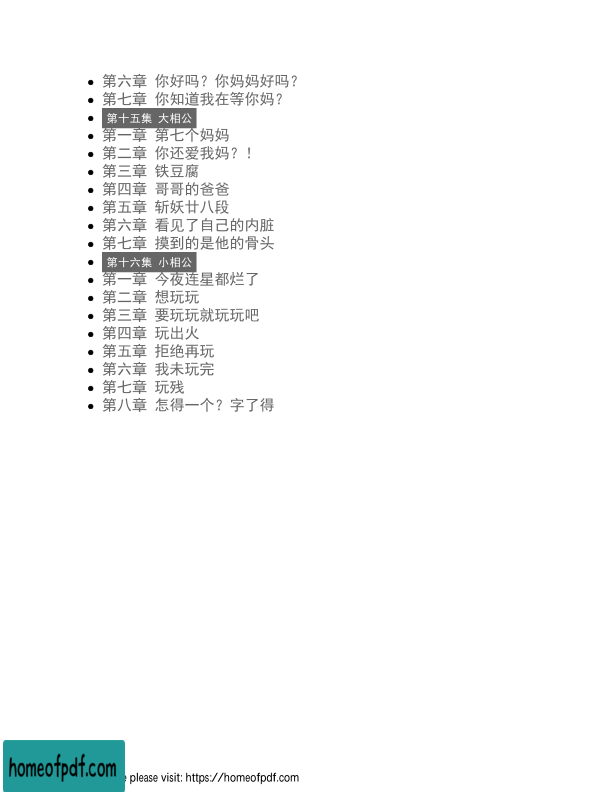 第六章 你好吗？你妈妈好吗？
第七章 你知道我在等你妈？
第十五集 大相公
第一章 第七个妈妈
第二章 你还爱我妈？！
第三章 铁豆腐
第四章 哥哥的爸爸
第五章 斩妖廿八段
第六章 看见了自己的内脏
第七章 摸到的是他的骨头
第十六集 小相公
第一章 今夜连星都烂了
第二章 想玩玩
第三章 要玩玩就玩玩吧
第四章 玩出火
第五章 拒绝再玩
第六章 我未玩完
第七章 玩残
第八章 怎得一个？字了得
homeofpdf.com
please visit: https://homeofpdf.com